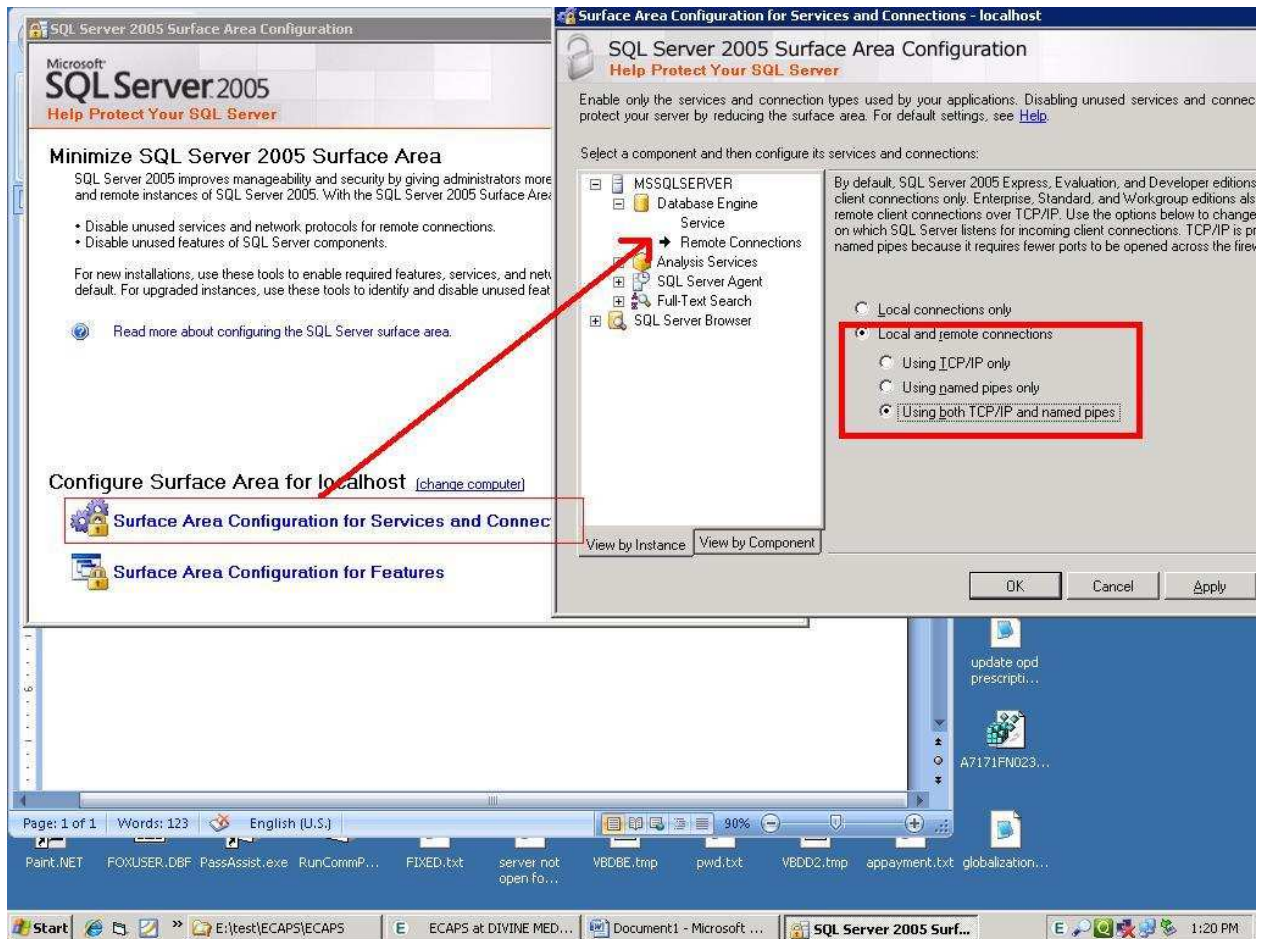 SQL Server 2005 Surface Area Configuration
Microsoft
SQL Server 2005
Help Protect Your SQL Server
Minimize SQL Server 2005 Surface Area
SQL Server 2005 improves manageability and security by giving administrators more
and remote instances of SQL Server 2005. With the SQL Server 2005 Surface Area
• Disable unused services and network protocols for remote connections.
• Disable unused features of SQL Server components.
For new installations, use these tools to enable required features, services, and netw
default. For upgraded instances, use these tools to identify and disable unused feat
Read more about configuring the SQL Server surface area.
Configure Surface Area for localhost (change computer)
Surface Area Configuration for Services and Connec
Surface Area Configuration for Features
Surface Area Configuration for Services and Connections - localhost
SQL Server 2005 Surface Area Configuration
Help Protect Your SQL Server
Enable only the services and connection types used by your applications. Disabling unused services and connec
protect your server by reducing the surface area. For default settings, see Help.
Select a component and then configure its services and connections:
MSSQLSERVER
Database Engine
Service
Remote Connections
Analysis Services
SQL Server Agent
Full-Text Search
SQL Server Browser
View by Instance
View by Component
By default, SQL Server 2005 Express, Evaluation, and Developer editions
client connections only. Enterprise, Standard, and Workgroup editions als
remote client connections over TCP/IP. Use the options below to change
on which SQL Server listens for incoming client connections. TCP/IP is pr
named pipes because it requires fewer ports to be opened across the firew
Local connections only
Local and remote connections
Using TCP/IP only
Using named pipes only
Using both TCP/IP and named pipes
OK
Cancel
Apply
update opd
prescripti...
A7171FN023...
Page: 1 of 1
Words: 123
English (U.S.)
90%
Paint.NET
FOXUSER.DBF
PassAssist.exe
RunCommP...
FIXED.txt
server not
open fo...
VBDBE.tmp
pwd.txt
VBDD2.tmp
appayment.txt
globalization...
Start
E:\test\ECAPS\ECAPS
ECAPS at DIVINE MED...
Document1 - Microsoft ...
SQL Server 2005 Surf...
1:20 PM